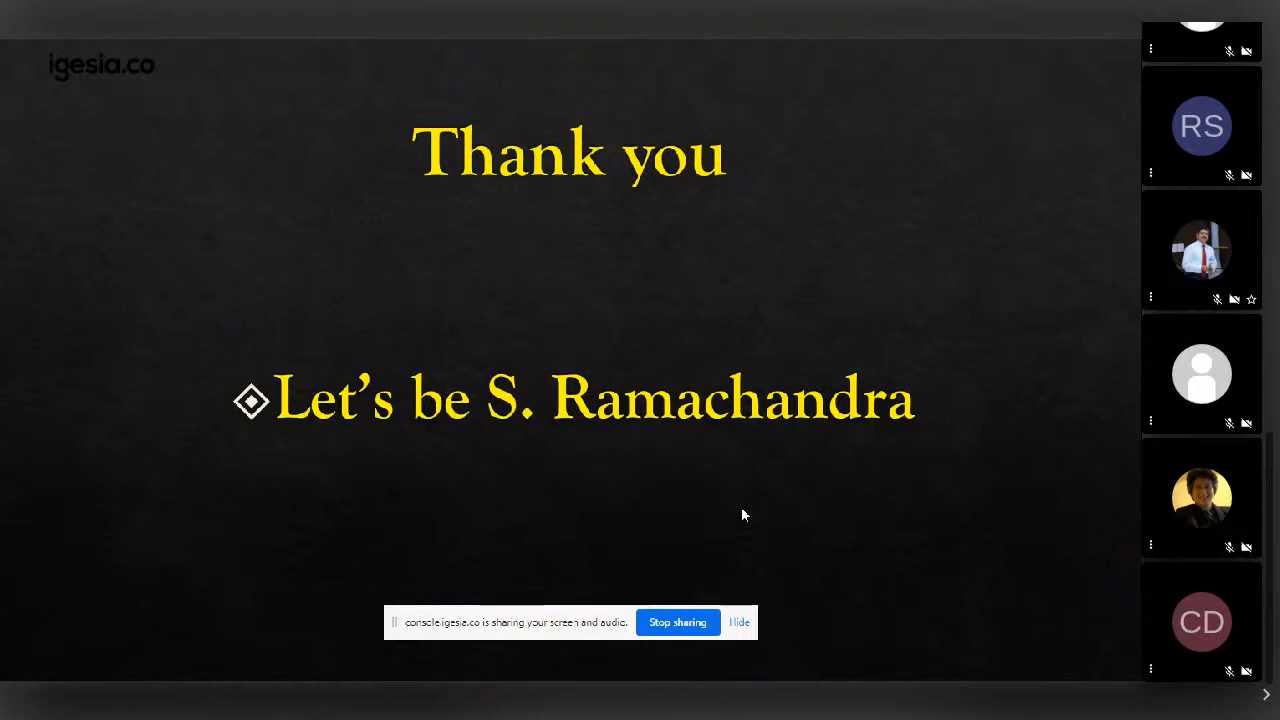 igesia.co
Thank you
Let's be S. Ramachandra
console.igesia.co is sharing your screen and audio.
Stop sharing
Hide
RS
CD